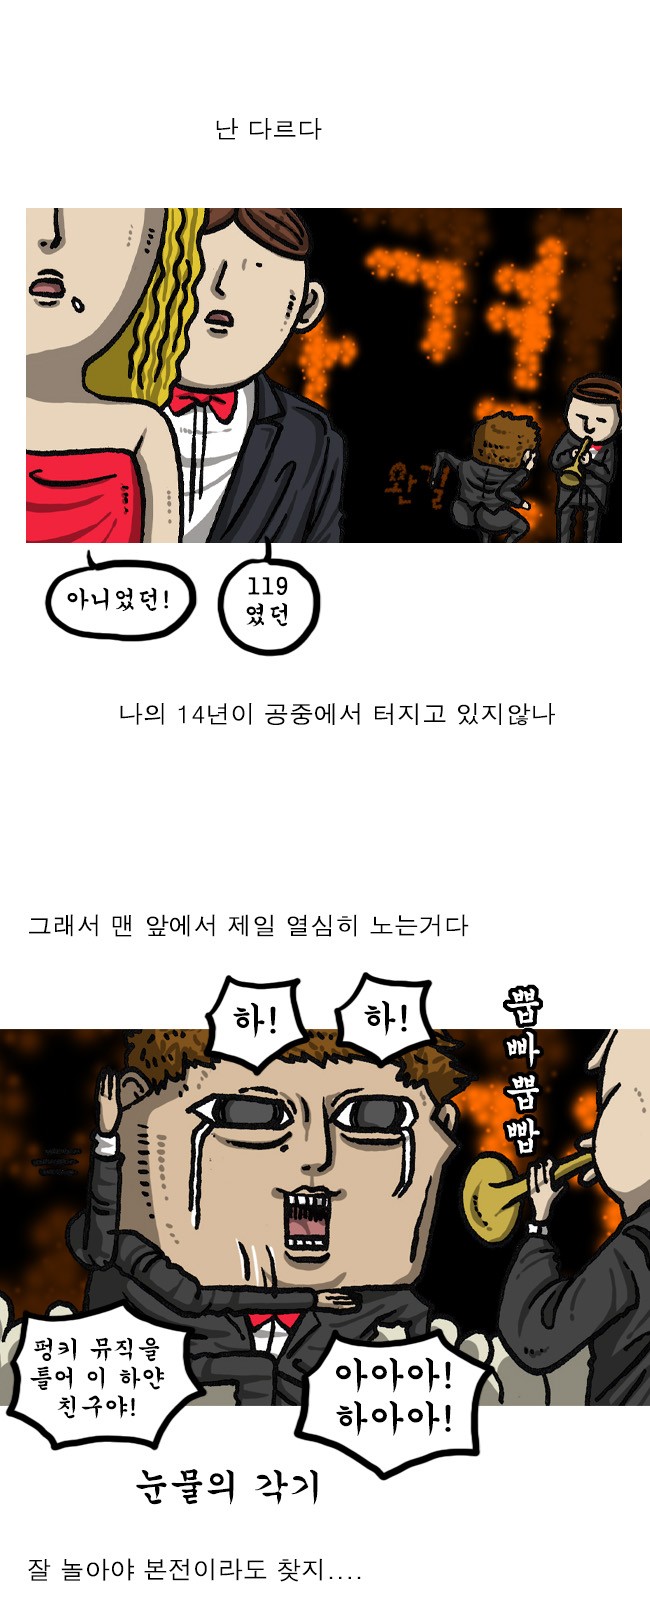 난 다르다
거
완결
아니었던!
119
였던
나의 14년이 공중에서 터지고 있지않나
그래서 맨 앞에서 제일 열심히 노는거다
하!
하!
뿝
빠
뿝
빱
펑키 뮤직을
틀어 이 하얀
친구야!
아아아!
하아아!
눈물의 각기
잘 놀아야 본전이라도 찾지....